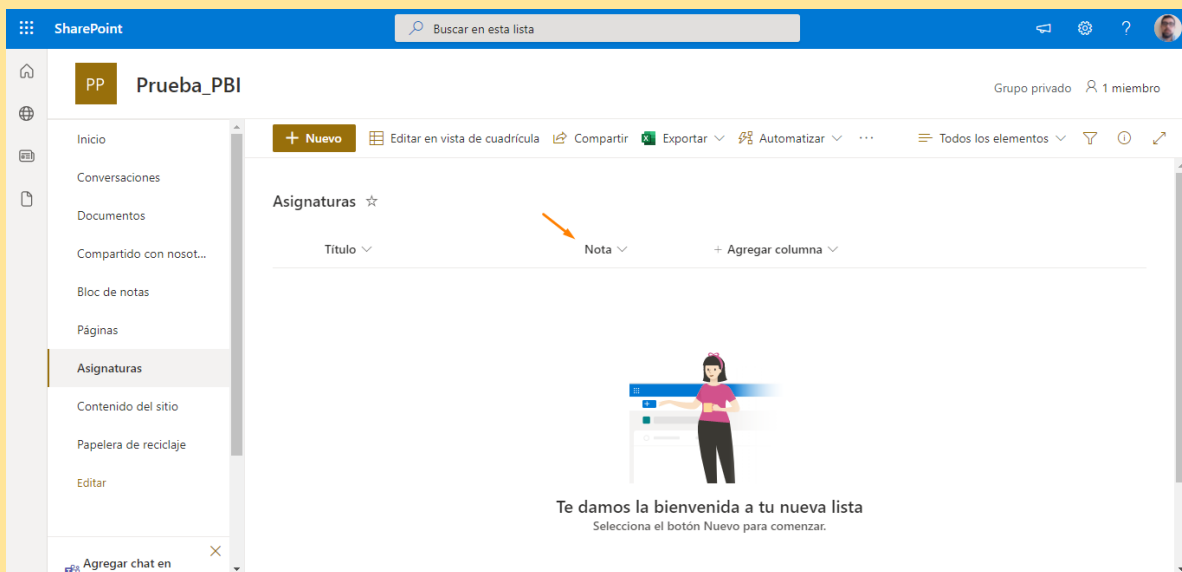 SharePoint
Buscar en esta lista
?
PP
Prueba_PBI
Grupo privado 1 miembro
Inicio
Conversaciones
Documentos
Compartido con nosot...
Bloc de notas
Páginas
Asignaturas
Contenido del sitio
Papelera de reciclaje
Editar
Agregar chat en
+ Nuevo Editar en vista de cuadrícula Compartir Exportar Automatizar ... Todos los elementos
Asignaturas
Título Nota + Agregar columna
Te damos la bienvenida a tu nueva lista
Selecciona el botón Nuevo para comenzar.